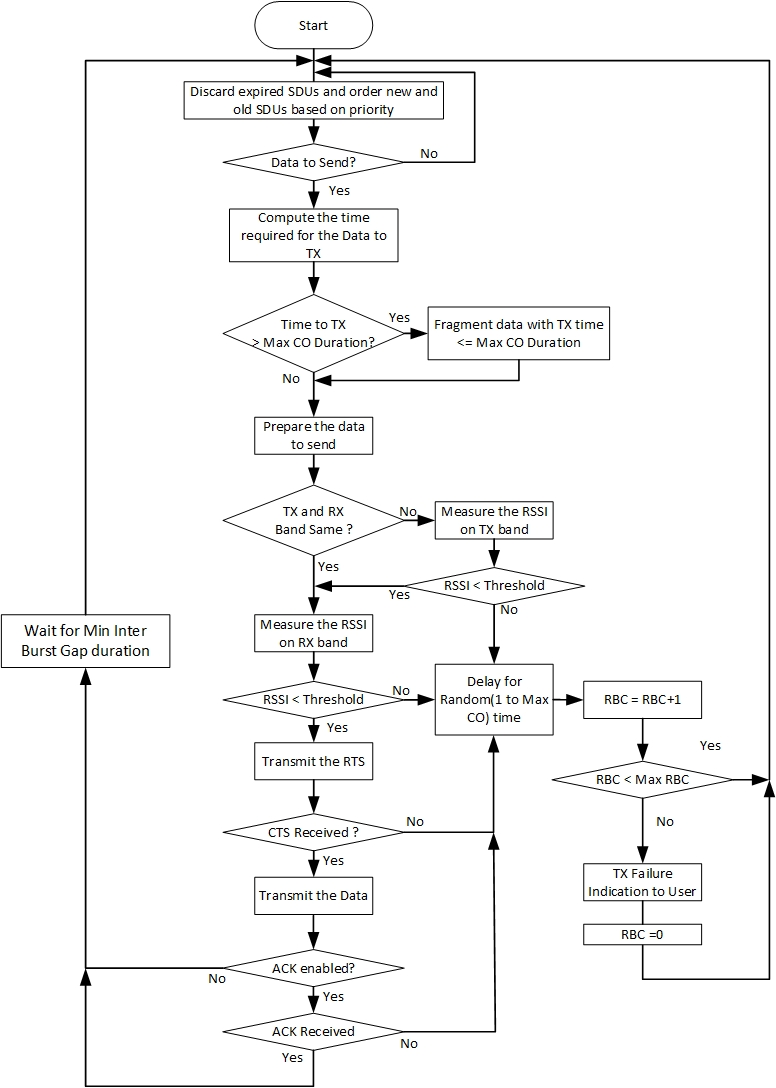 Start
Discard expired SDUs and order new and
old SDUs based on priority
Data to Send?
No
Yes
Compute the time
required for the Data to
TX
Time to TX
> Max CO Duration?
Yes
Fragment data with TX time
<= Max CO Duration
No
Prepare the data
to send
TX and RX
Band Same ?
No
Measure the RSSI
on TX band
Yes
RSSI < Threshold
Yes
No
Wait for Min Inter
Burst Gap duration
Measure the RSSI
on RX band
RSSI < Threshold
No
Delay for
Random(1 to Max
CO) time
RBC = RBC+1
Yes
Yes
Transmit the RTS
RBC < Max RBC
CTS Received ?
No
No
Yes
Transmit the Data
TX Failure
Indication to User
RBC =0
ACK enabled?
No
Yes
ACK Received
No
Yes